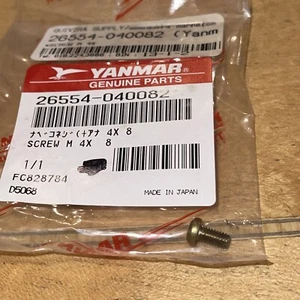 26554-040082 (Yanm
YANMAR
GENUINE PARTS
26554-040082
ナベコネジ(+アナ 4X 8
SCREW M 4X 8
1/1
FC828784
D5068
MADE IN JAPAN